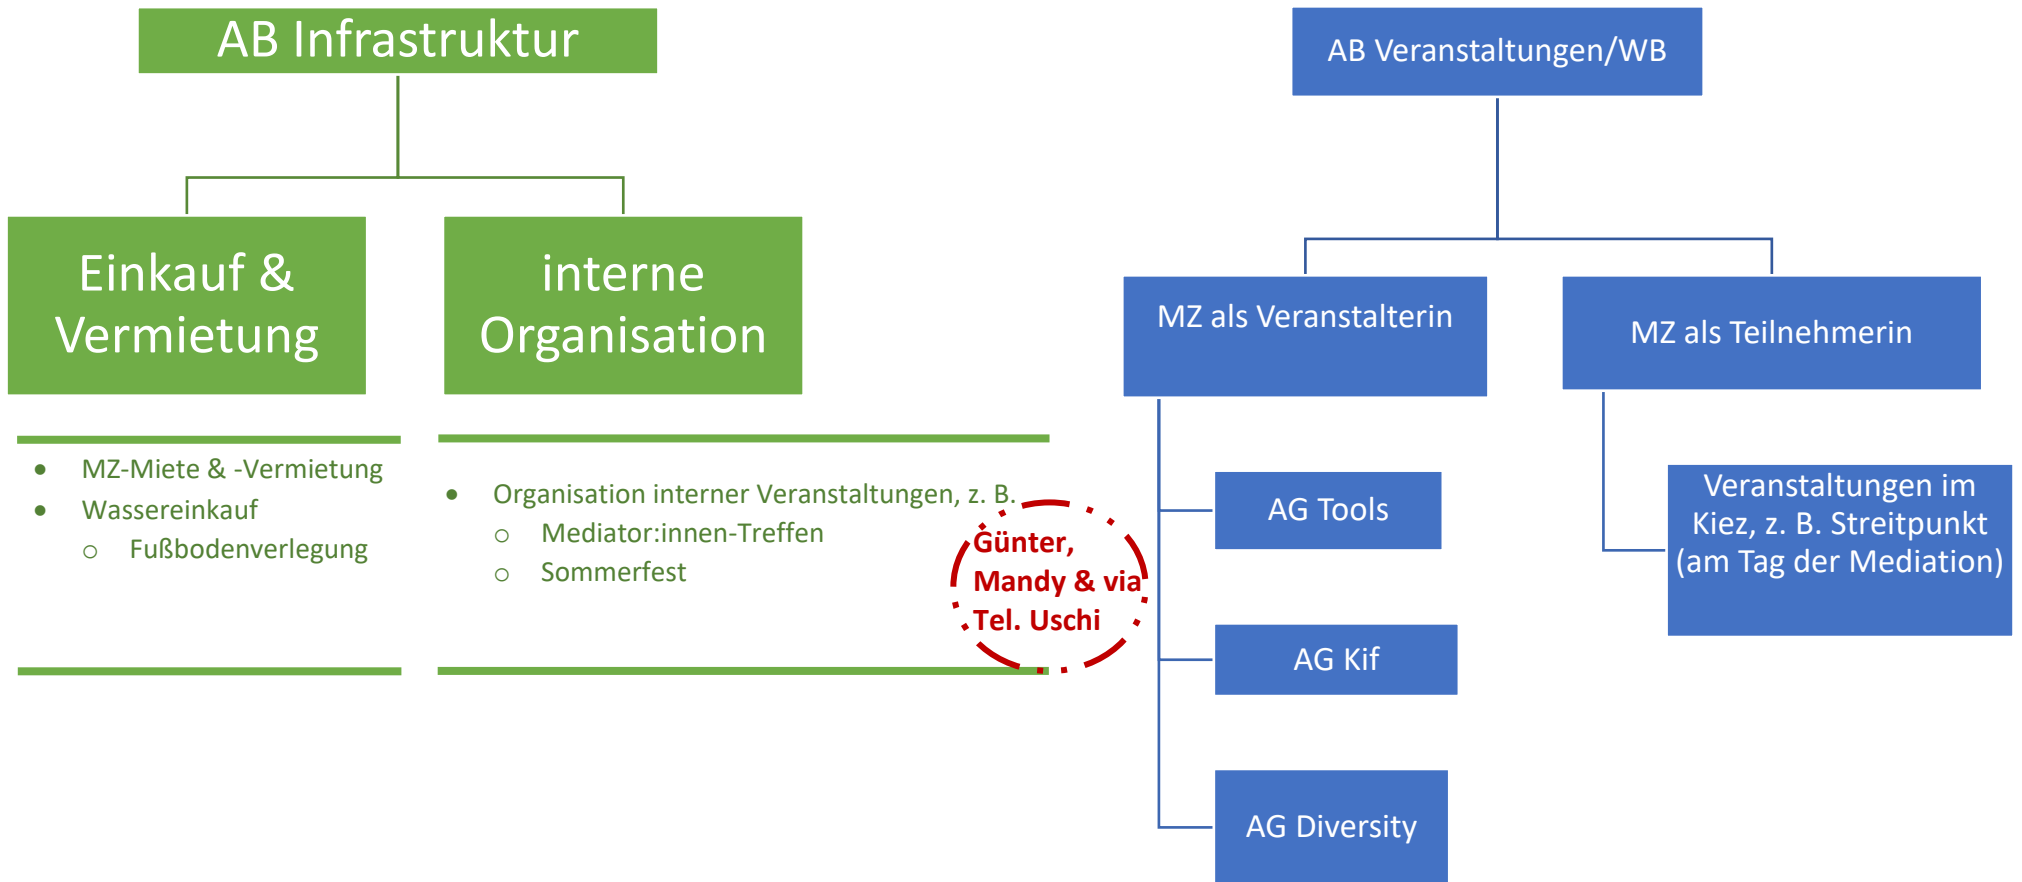 AB Infrastruktur
Einkauf &
Vermietung
interne
Organisation
• MZ-Miete & -Vermietung
• Wassereinkauf
o Fußbodenverlegung
• Organisation interner Veranstaltungen, z. B.
o Mediator:innen-Treffen
o Sommerfest
Günter,
Mandy & via
Tel. Uschi
AB Veranstaltungen/WB
MZ als Veranstalterin
AG Tools
AG Kif
AG Diversity
MZ als Teilnehmerin
Veranstaltungen im
Kiez, z. B. Streitpunkt
(am Tag der Mediation)